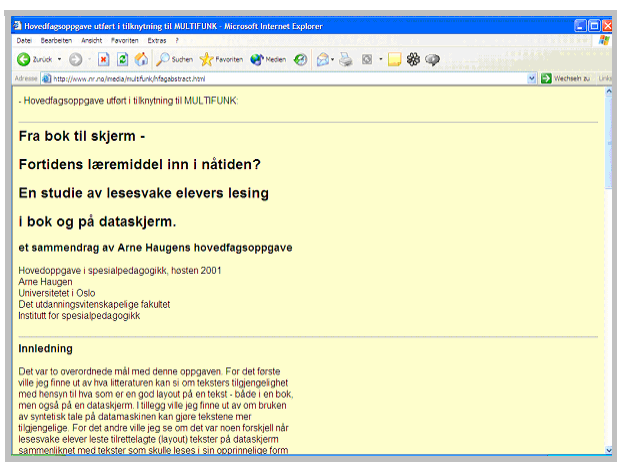 Hovedfagsoppgave utført i tilknytning til MULTIFUNK - Microsoft Internet Explorer
Datei Bearbeiten Ansicht Favoriten Extras ?
Zurück Suchen Favoriten Medien
Adresse http://www.nr.no/media/multifunk/hfagabstract.html Wechseln zu Links
- Hovedfagsoppgave utført i tilknytning til MULTIFUNK:
Fra bok til skjerm -
Fortidens læremiddel inn i nåtiden?
En studie av lesesvake elevers lesing
i bok og på dataskjerm.
et sammendrag av Arne Haugens hovedfagsoppgave
Hovedoppgave i spesialpedagogikk, høsten 2001
Arne Haugen
Universitetet i Oslo
Det utdanningsvitenskapelige fakultet
Institutt for spesialpedagogikk
Innledning
Det var to overordnede mål med denne oppgaven. For det første
ville jeg finne ut av hva litteraturen kan si om teksters tilgjengelighet
med hensyn til hva som er en god layout på en tekst - både i en bok,
men også på en dataskjerm. I tillegg ville jeg finne ut av om bruken
av syntetisk tale på datamaskinen kan gjøre tekstene mer
tilgjengelige. For det andre ville jeg se om det var noen forskjell når
lesesvake elever leste tilrettelagte (layout) tekster på dataskjerm
sammenliknet med tekster som skulle leses i sin opprinnelige form